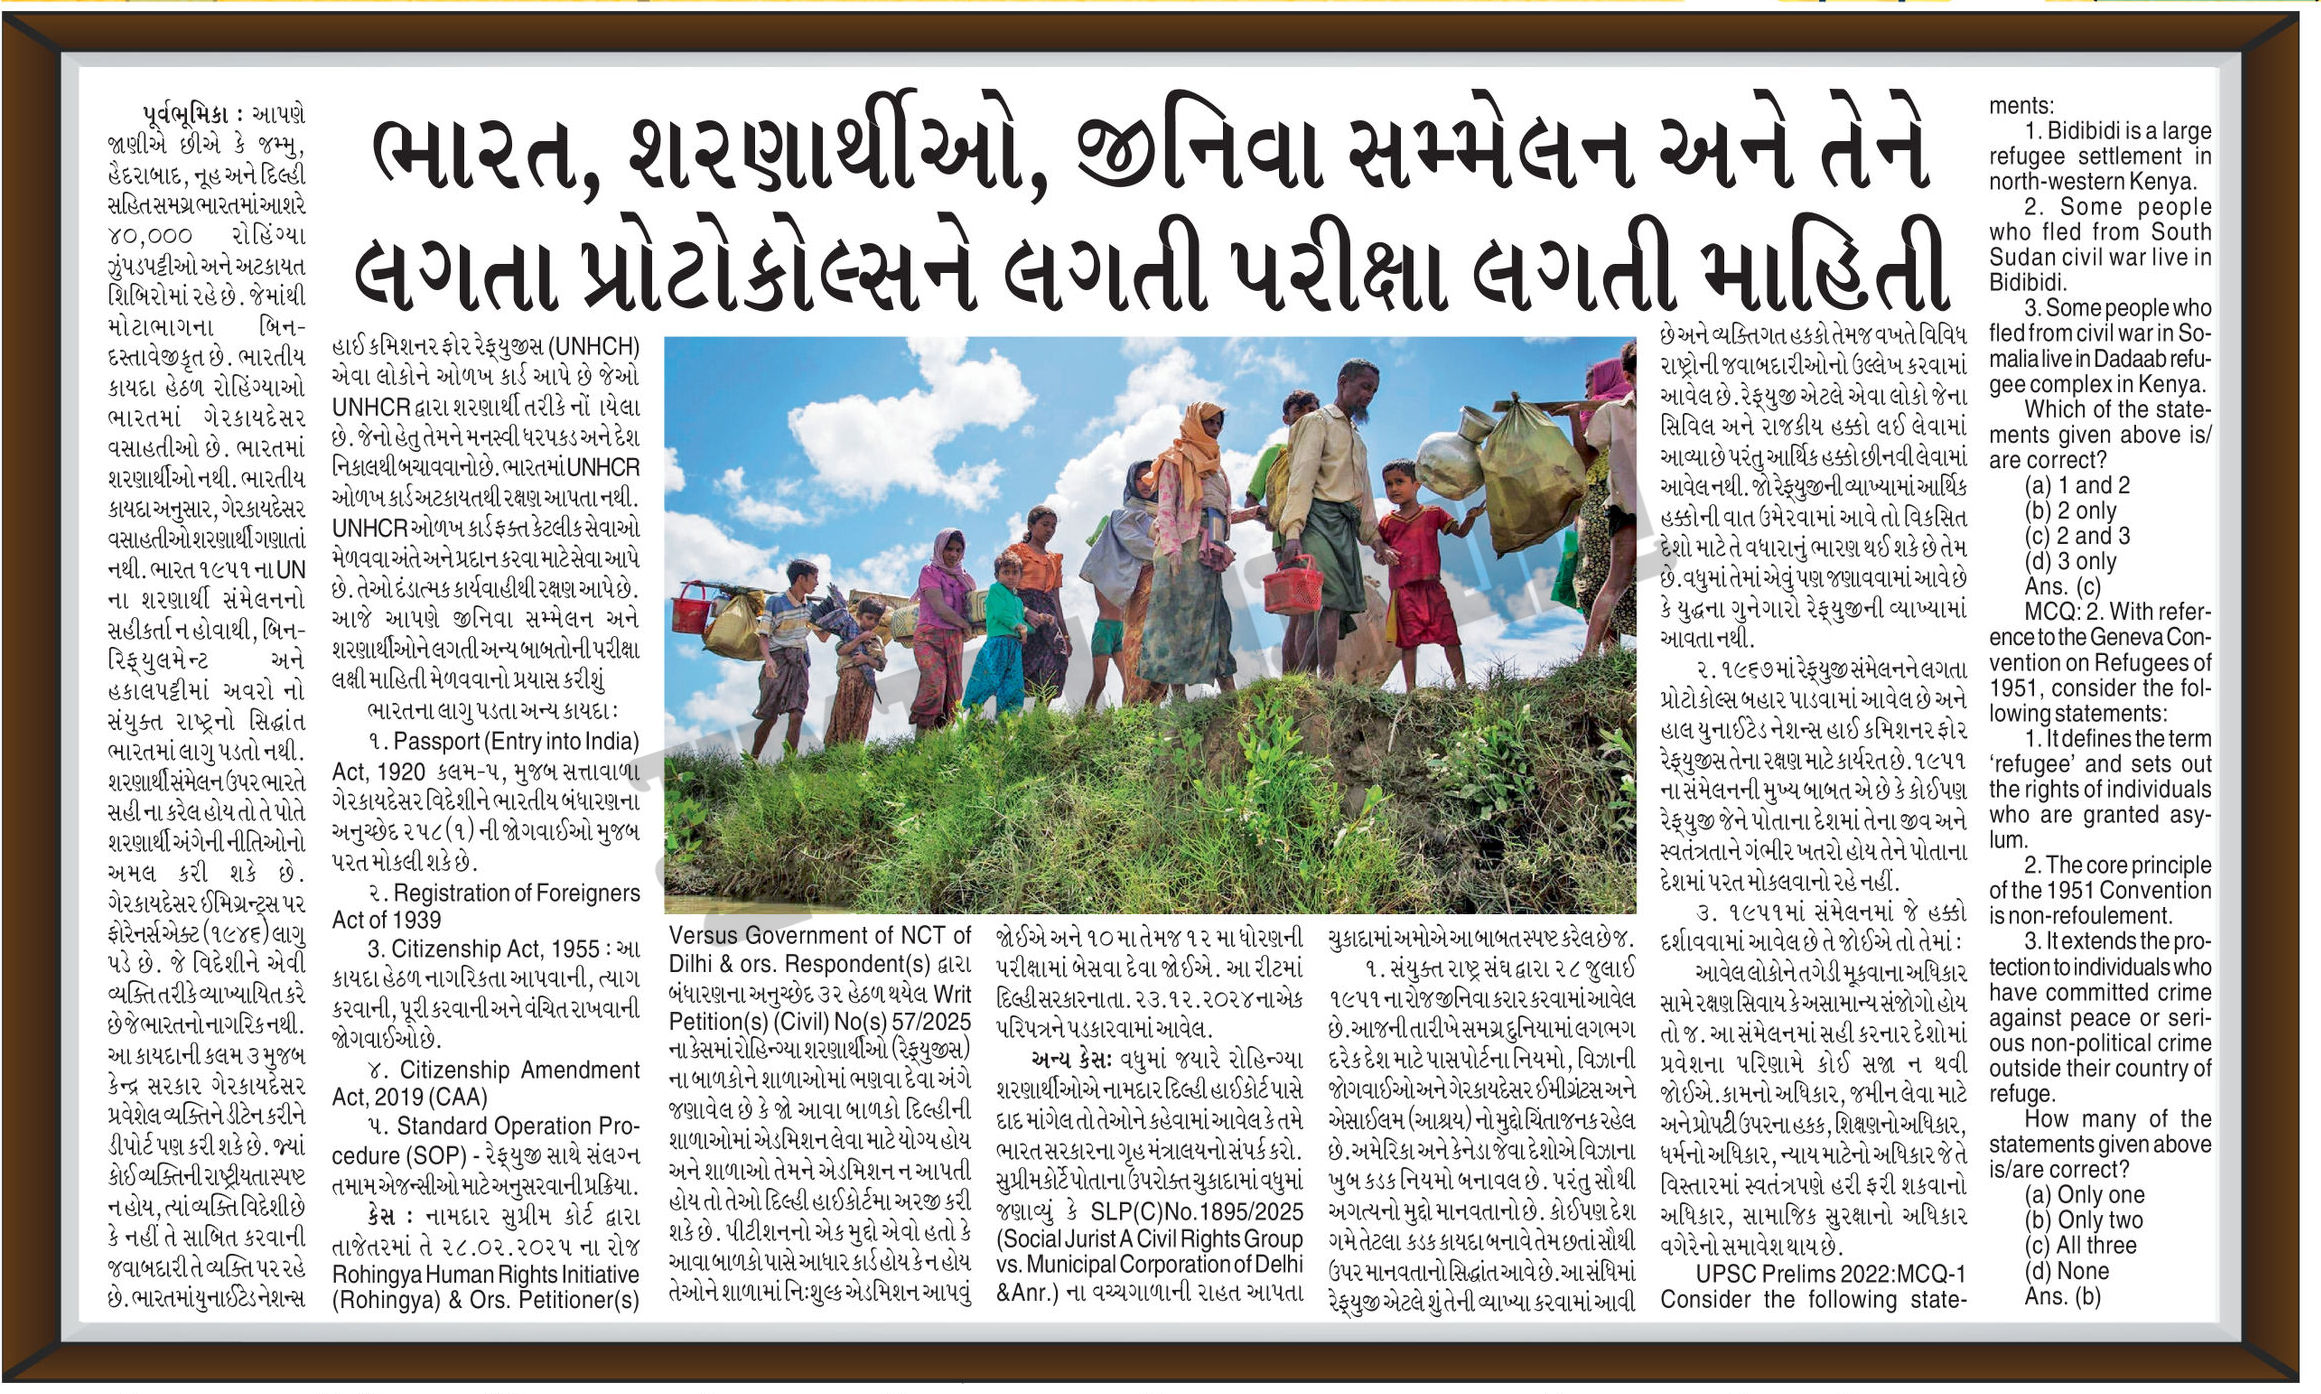 ભારત, શરણાર્થીઓ, જીનિવા સમ્મેલન અને તેને
લગતા પ્રોટોકોલ્સને લગતી પરીક્ષા લગતી માહિતી
પૂર્વભૂમિકા : આપણે
જાણીએ છીએ કે જમ્મુ,
હૈદરાબાદ, નૂહ અને દિલ્હી
સહિત સમગ્ર ભારતમાં આશરે
૪૦,૦૦૦ રોહિંગ્યા
ઝુંપડપટ્ટીઓ અને અટકાયત
શિબિરોમાં રહે છે. જેમાંથી
મોટાભાગના બિન-
દસ્તાવેજીકૃત છે. ભારતીય
કાયદા હેઠળ રોહિંગ્યાઓ
ભારતમાં ગેરકાયદેસર
વસાહતીઓ છે. ભારતમાં
શરણાર્થીઓ નથી. ભારતીય
કાયદા અનુસાર, ગેરકાયદેસર
વસાહતીઓ શરણાર્થી ગણાતાં
નથી. ભારત ૧૯૫૧ ના UN
ના શરણાર્થી સંમેલનનો
સહીકર્તા ન હોવાથી, બિન-
રિફ્યુલમેન્ટ અને
હકાલપટ્ટીમાં અવરો નો
સંયુક્ત રાષ્ટ્રનો સિદ્ધાંત
ભારતમાં લાગુ પડતો નથી.
શરણાર્થી સંમેલન ઉપર ભારતે
સહી ના કરેલ હોય તો તે પોતે
શરણાર્થી અંગેની નીતિઓનો
અમલ કરી શકે છે.
ગેરકાયદેસર ઈમિગ્રન્ટ્સ પર
ફોરેનર્સ એક્ટ (૧૯૪૬) લાગુ
પડે છે. જે વિદેશીને એવી
વ્યક્તિ તરીકે વ્યાખ્યાયિત કરે
છે જે ભારતનો નાગરિક નથી.
આ કાયદાની કલમ ૩ મુજબ
કેન્દ્ર સરકાર ગેરકાયદેસર
પ્રવેશેલ વ્યક્તિને ડીટેન કરીને
ડીપોર્ટ પણ કરી શકે છે. જ્યાં
કોઈ વ્યક્તિની રાષ્ટ્રીયતા સ્પષ્ટ
ન હોય, ત્યાં વ્યક્તિ વિદેશી છે
કે નહીં તે સાબિત કરવાની
જવાબદારી તે વ્યક્તિ પર રહે
છે. ભારતમાં યુનાઈટેડ નેશન્સ
હાઈ કમિશનર ફોર રેફ્યુજીસ (UNHCH)
એવા લોકોને ઓળખ કાર્ડ આપે છે જેઓ
UNHCR દ્વારા શરણાર્થી તરીકે નોં ાયેલા
છે. જેનો હેતુ તેમને મનસ્વી ધરપકડ અને દેશ
નિકાલથી બચાવવાનો છે. ભારતમાં UNHCR
ઓળખ કાર્ડ અટકાયતથી રક્ષણ આપતા નથી.
UNHCR ઓળખ કાર્ડ ફક્ત કેટલીક સેવાઓ
મેળવવા અંતે અને પ્રદાન કરવા માટે સેવા આપે
છે. તેઓ દંડાત્મક કાર્યવાહીથી રક્ષણ આપે છે.
આજે આપણે જીનિવા સમ્મેલન અને
શરણાર્થીઓને લગતી અન્ય બાબતોની પરીક્ષા
લક્ષી માહિતી મેળવવાનો પ્રયાસ કરીશું
ભારતના લાગુ પડતા અન્ય કાયદા :
૧. Passport (Entry into India)
Act, 1920 કલમ-૫, મુજબ સત્તાવાળા
ગેરકાયદેસર વિદેશીને ભારતીય બંધારણના
અનુચ્છેદ ૨૫૮(૧) ની જોગવાઈઓ મુજબ
પરત મોકલી શકે છે.
૨. Registration of Foreigners
Act of 1939
3. Citizenship Act, 1955 : આ
કાયદા હેઠળ નાગરિકતા આપવાની, ત્યાગ
કરવાની, પૂરી કરવાની અને વંચિત રાખવાની
જોગવાઈઓ છે.
૪. Citizenship Amendment
Act, 2019 (CAA)
૫. Standard Operation Pro-
cedure (SOP) - રેફ્યુજી સાથે સંલગ્ન
તમામ એજન્સીઓ માટે અનુસરવાની પ્રક્રિયા.
કેસ : નામદાર સુપ્રીમ કોર્ટ દ્વારા
તાજેતરમાં તે ૨૮.૦૨.૨૦૨૫ ના રોજ
Rohingya Human Rights Initiative
(Rohingya) & Ors. Petitioner(s)
Versus Government of NCT of
Dilhi & ors. Respondent(s) દ્વારા
બંધારણના અનુચ્છેદ ૩૨ હેઠળ થયેલ Writ
Petition(s) (Civil) No(s) 57/2025
ના કેસમાં રોહિન્ગ્યા શરણાર્થીઓ (રેફ્યુજીસ)
ના બાળકોને શાળાઓમાં ભણવા દેવા અંગે
જણાવેલ છે કે જો આવા બાળકો દિલ્હીની
શાળાઓમાં એડમિશન લેવા માટે યોગ્ય હોય
અને શાળાઓ તેમને એડમિશન ન આપતી
હોય તો તેઓ દિલ્હી હાઈકોર્ટમા અરજી કરી
શકે છે. પીટીશનનો એક મુદ્દો એવો હતો કે
આવા બાળકો પાસે આધાર કાર્ડ હોય કે ન હોય
તેઓને શાળામાં નિઃશુલ્ક એડમિશન આપવું
જોઈએ અને ૧૦ મા તેમજ ૧૨ મા ધોરણની
પરીક્ષામાં બેસવા દેવા જોઈએ. આ રીટમાં
દિલ્હી સરકારના તા. ૨૩.૧૨.૨૦૨૪ ના એક
પરિપત્રને પડકારવામાં આવેલ.
અન્ય કેસઃ વધુમાં જયારે રોહિન્ગ્યા
શરણાર્થીઓએ નામદાર દિલ્હી હાઈકોર્ટ પાસે
દાદ માંગેલ તો તેઓને કહેવામાં આવેલ કે તમે
ભારત સરકારના ગૃહ મંત્રાલયનો સંપર્ક કરો.
સુપ્રીમકોર્ટે પોતાના ઉપરોક્ત ચુકાદામાં વધુમાં
જણાવ્યું કે SLP(C)No.1895/2025
(Social Jurist A Civil Rights Group
vs. Municipal Corporation of Delhi
&Anr.) ના વચ્ચગાળાની રાહત આપતા
ચુકાદામાં અમોએ આ બાબત સ્પષ્ટ કરેલ છે જ.
૧. સંયુક્ત રાષ્ટ્ર સંઘ દ્વારા ૨૮ જુલાઈ
૧૯૫૧ ના રોજ જીનિવા કરાર કરવામાં આવેલ
છે. આજની તારીખે સમગ્ર દુનિયામાં લગભગ
દરેક દેશ માટે પાસપોર્ટના નિયમો, વિઝાની
જોગવાઈઓ અને ગેરકાયદેસર ઈમીગ્રંટસ અને
એસાઈલમ (આશ્રય) નો મુદ્દો ચિંતાજનક રહેલ
છે. અમેરિકા અને કેનેડા જેવા દેશોએ વિઝાના
ખુબ કડક નિયમો બનાવલ છે. પરંતુ સૌથી
અગત્યનો મુદ્દો માનવતાનો છે. કોઈપણ દેશ
ગમે તેટલા કડક કાયદા બનાવે તેમ છતાં સૌથી
ઉપર માનવતાનો સિદ્ધાંત આવે છે. આ સંધિમાં
રેફ્યુજી એટલે શું તેની વ્યાખ્યા કરવામાં આવી
છે અને વ્યક્તિગત હકકો તેમજ વખતે વિવિધ
રાષ્ટ્રોની જવાબદારીઓનો ઉલ્લેખ કરવામાં
આવેલ છે. રેફ્યુજી એટલે એવા લોકો જેના
સિવિલ અને રાજકીય હક્કો લઈ લેવામાં
આવ્યા છે પરંતુ આર્થિક હક્કો છીનવી લેવામાં
આવેલ નથી. જો રેફ્યુજીની વ્યાખ્યામાં આર્થિક
હક્કોની વાત ઉમેરવામાં આવે તો વિકસિત
દેશો માટે તે વધારાનું ભારણ થઈ શકે છે તેમ
છે. વધુમાં તેમાં એવું પણ જણાવવામાં આવે છે
કે યુદ્ધના ગુનેગારો રેફ્યુજીની વ્યાખ્યામાં
આવતા નથી.
૨. ૧૯૬૭ માં રેફ્યુજી સંમેલનને લગતા
પ્રોટોકોલ્સ બહાર પાડવામાં આવેલ છે અને
હાલ યુનાઈટેડ નેશન્સ હાઈ કમિશનર ફોર
રેફ્યુજીસ તેના રક્ષણ માટે કાર્યરત છે. ૧૯૫૧
ના સંમેલનની મુખ્ય બાબત એ છે કે કોઈપણ
રેફ્યુજી જેને પોતાના દેશમાં તેના જીવ અને
સ્વતંત્રતાને ગંભીર ખતરો હોય તેને પોતાના
દેશમાં પરત મોકલવાનો રહે નહીં.
૩. ૧૯૫૧માં સંમેલનમાં જે હક્કો
દર્શાવવામાં આવેલ છે તે જોઈએ તો તેમાં :
આવેલ લોકોને તગેડી મૂકવાના અધિકાર
સામે રક્ષણ સિવાય કે અસામાન્ય સંજોગો હોય
તો જ. આ સંમેલનમાં સહી કરનાર દેશોમાં
પ્રવેશના પરિણામે કોઈ સજા ન થવી
જોઈએ. કામનો અધિકાર, જમીન લેવા માટે
અને પ્રોપર્ટી ઉપરના હકક, શિક્ષણનો અધિકાર,
ધર્મનો અધિકાર, ન્યાય માટેનો અધિકાર જે તે
વિસ્તારમાં સ્વતંત્રપણે હરી ફરી શકવાનો
અધિકાર, સામાજિક સુરક્ષાનો અધિકાર
વગેરેનો સમાવેશ થાય છે.
UPSC Prelims 2022:MCQ-1
Consider the following state-
ments:
1. Bidibidi is a large
refugee settlement in
north-western Kenya.
2. Some people
who fled from South
Sudan civil war live in
Bidibidi.
3. Some people who
fled from civil war in So-
malia live in Dadaab refu-
gee complex in Kenya.
Which of the state-
ments given above is/
are correct?
(a) 1 and 2
(b) 2 only
(c) 2 and 3
(d) 3 only
Ans. (c)
MCQ: 2. With refer-
ence to the Geneva Con-
vention on Refugees of
1951, consider the fol-
lowing statements:
1. It defines the term
‘refugee’ and sets out
the rights of individuals
who are granted asy-
lum.
2. The core principle
of the 1951 Convention
is non-refoulement.
3. It extends the pro-
tection to individuals who
have committed crime
against peace or seri-
ous non-political crime
outside their country of
refuge.
How many of the
statements given above
is/are correct?
(a) Only one
(b) Only two
(c) All three
(d) None
Ans. (b)